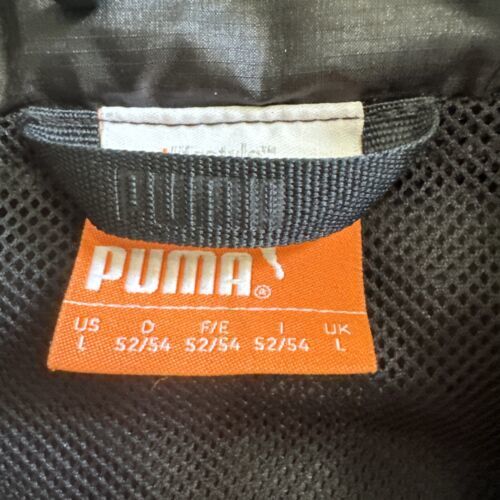 PUMA
PUMA®
US D F/E I UK
L 52/54 52/54 52/54 L